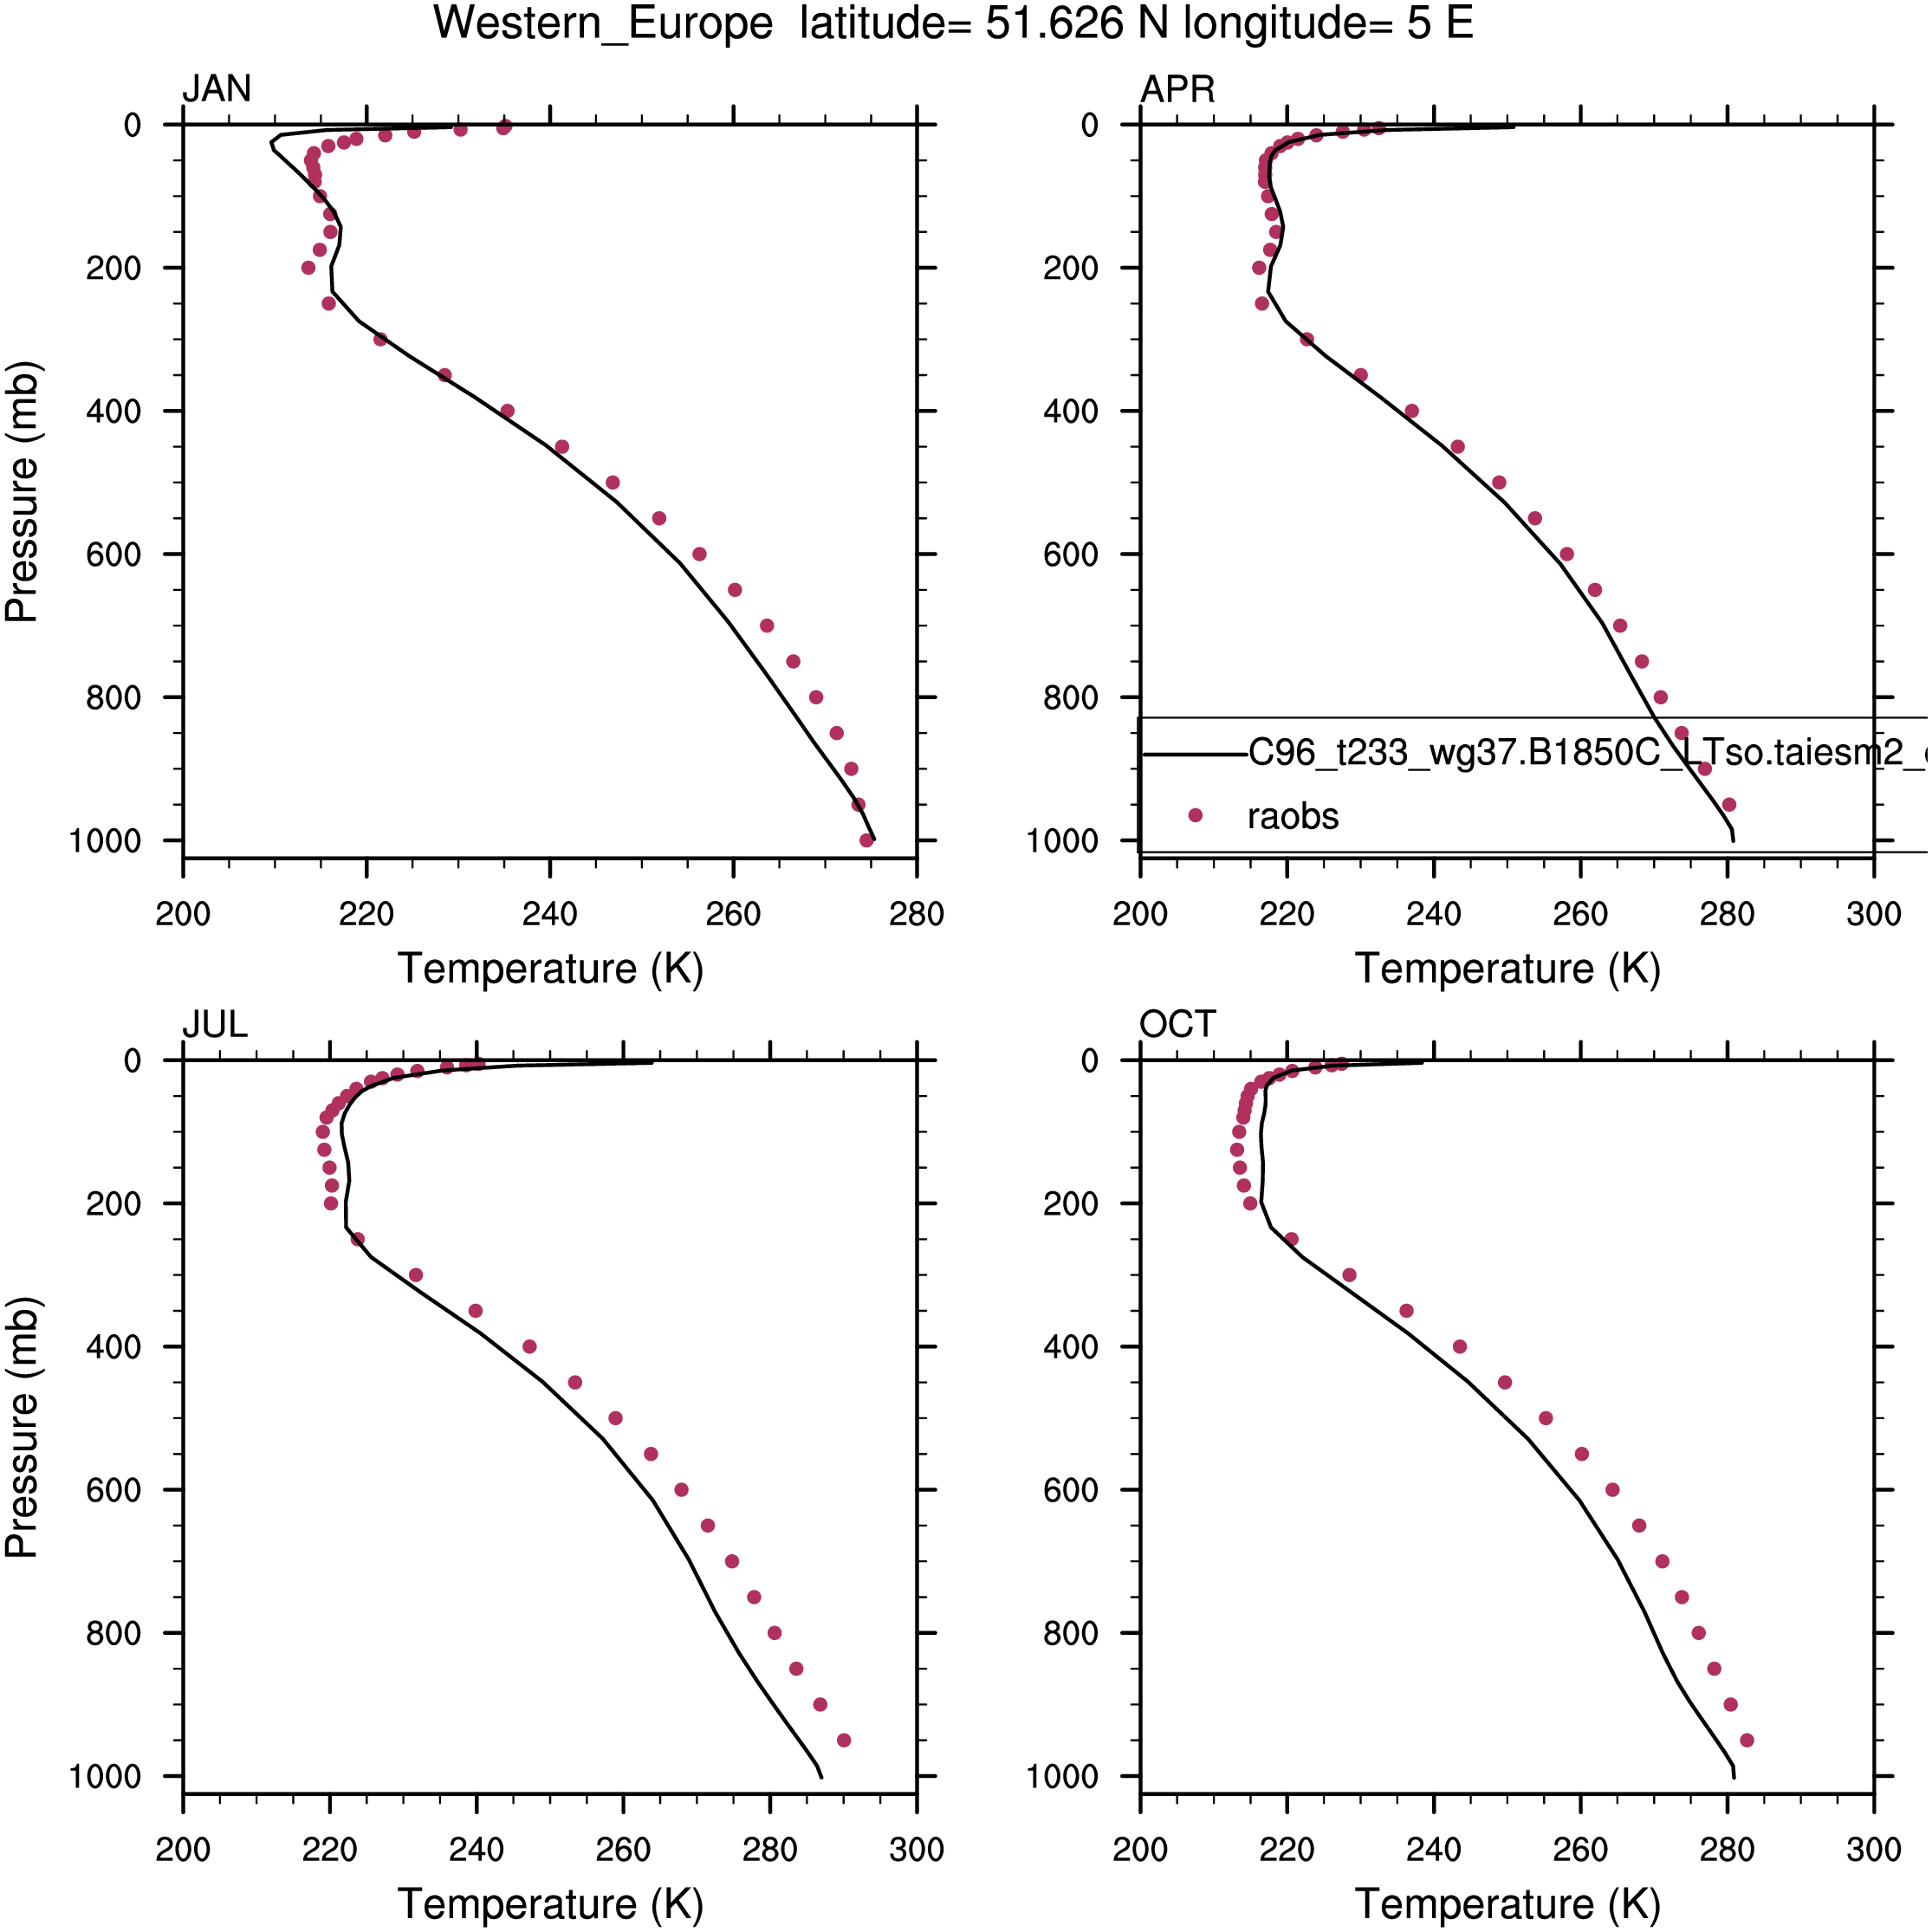 Western_Europe latitude= 51.626 N longitude= 5 E
JAN
0
200
400
600
800
1000
Pressure (mb)
200 220 240 260 280
Temperature (K)
APR
0
200
400
600
800
1000
C96_t233_wg37.B1850C_LTso.taiesm2_
raobs
200 220 240 260 280 300
Temperature (K)
JUL
0
200
400
600
800
1000
Pressure (mb)
200 220 240 260 280 300
Temperature (K)
OCT
0
200
400
600
800
1000
200 220 240 260 280 300
Temperature (K)